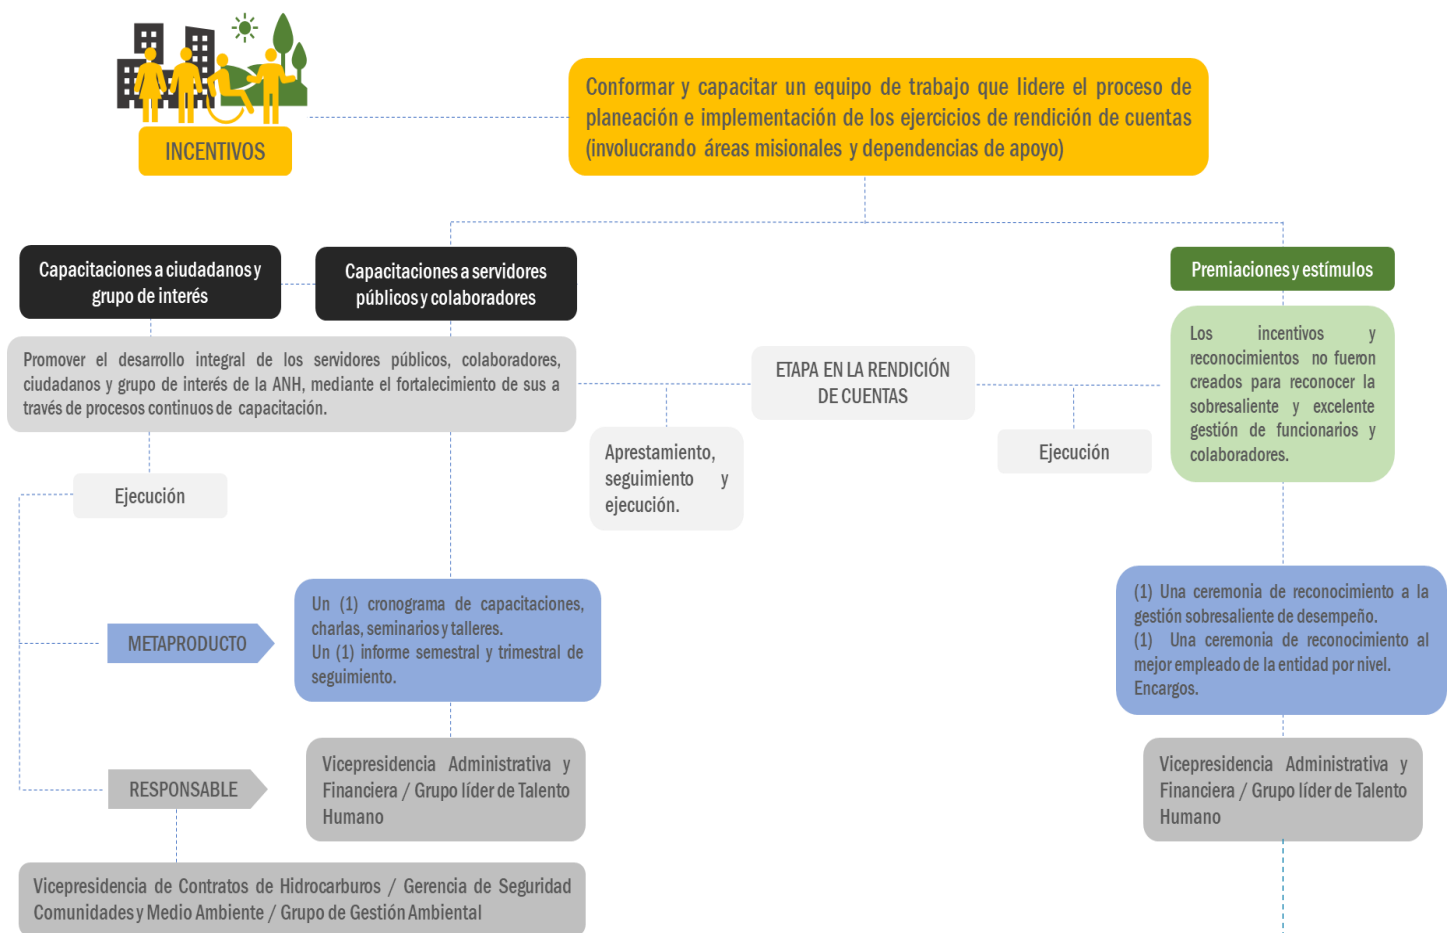 INCENTIVOS
Conformar y capacitar un equipo de trabajo que lidere el proceso de
planeación e implementación de los ejercicios de rendición de cuentas
(involucrando áreas misionales y dependencias de apoyo)
Capacitaciones a ciudadanos y
grupo de interés
Capacitaciones a servidores
públicos y colaboradores
Premiaciones y estímulos
Promover el desarrollo integral de los servidores públicos, colaboradores,
ciudadanos y grupo de interés de la ANH, mediante el fortalecimiento de sus a
través de procesos continuos de capacitación.
ETAPA EN LA RENDICIÓN
DE CUENTAS
Los incentivos y
reconocimientos no fueron
creados para reconocer la
sobresaliente y excelente
gestión de funcionarios y
colaboradores.
Aprestamiento,
seguimiento y
ejecución.
Ejecución
Ejecución
METAPRODUCTO
Un (1) cronograma de capacitaciones,
charlas, seminarios y talleres.
Un (1) informe semestral y trimestral de
seguimiento.
(1) Una ceremonia de reconocimiento a la
gestión sobresaliente de desempeño.
(1) Una ceremonia de reconocimiento al
mejor empleado de la entidad por nivel.
Encargos.
RESPONSABLE
Vicepresidencia Administrativa y
Financiera / Grupo líder de Talento
Humano
Vicepresidencia Administrativa y
Financiera / Grupo líder de Talento
Humano
Vicepresidencia de Contratos de Hidrocarburos / Gerencia de Seguridad
Comunidades y Medio Ambiente / Grupo de Gestión Ambiental